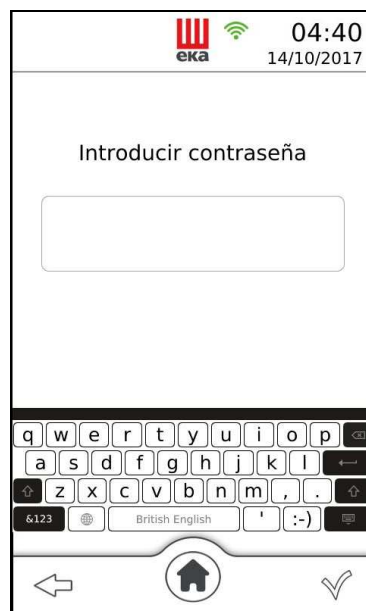 04:40
eka
14/10/2017
Introducir contraseña
q w e r t y u i o p
a s d f g h j k l
z x c v b n m , .
&123 British English ' :-)